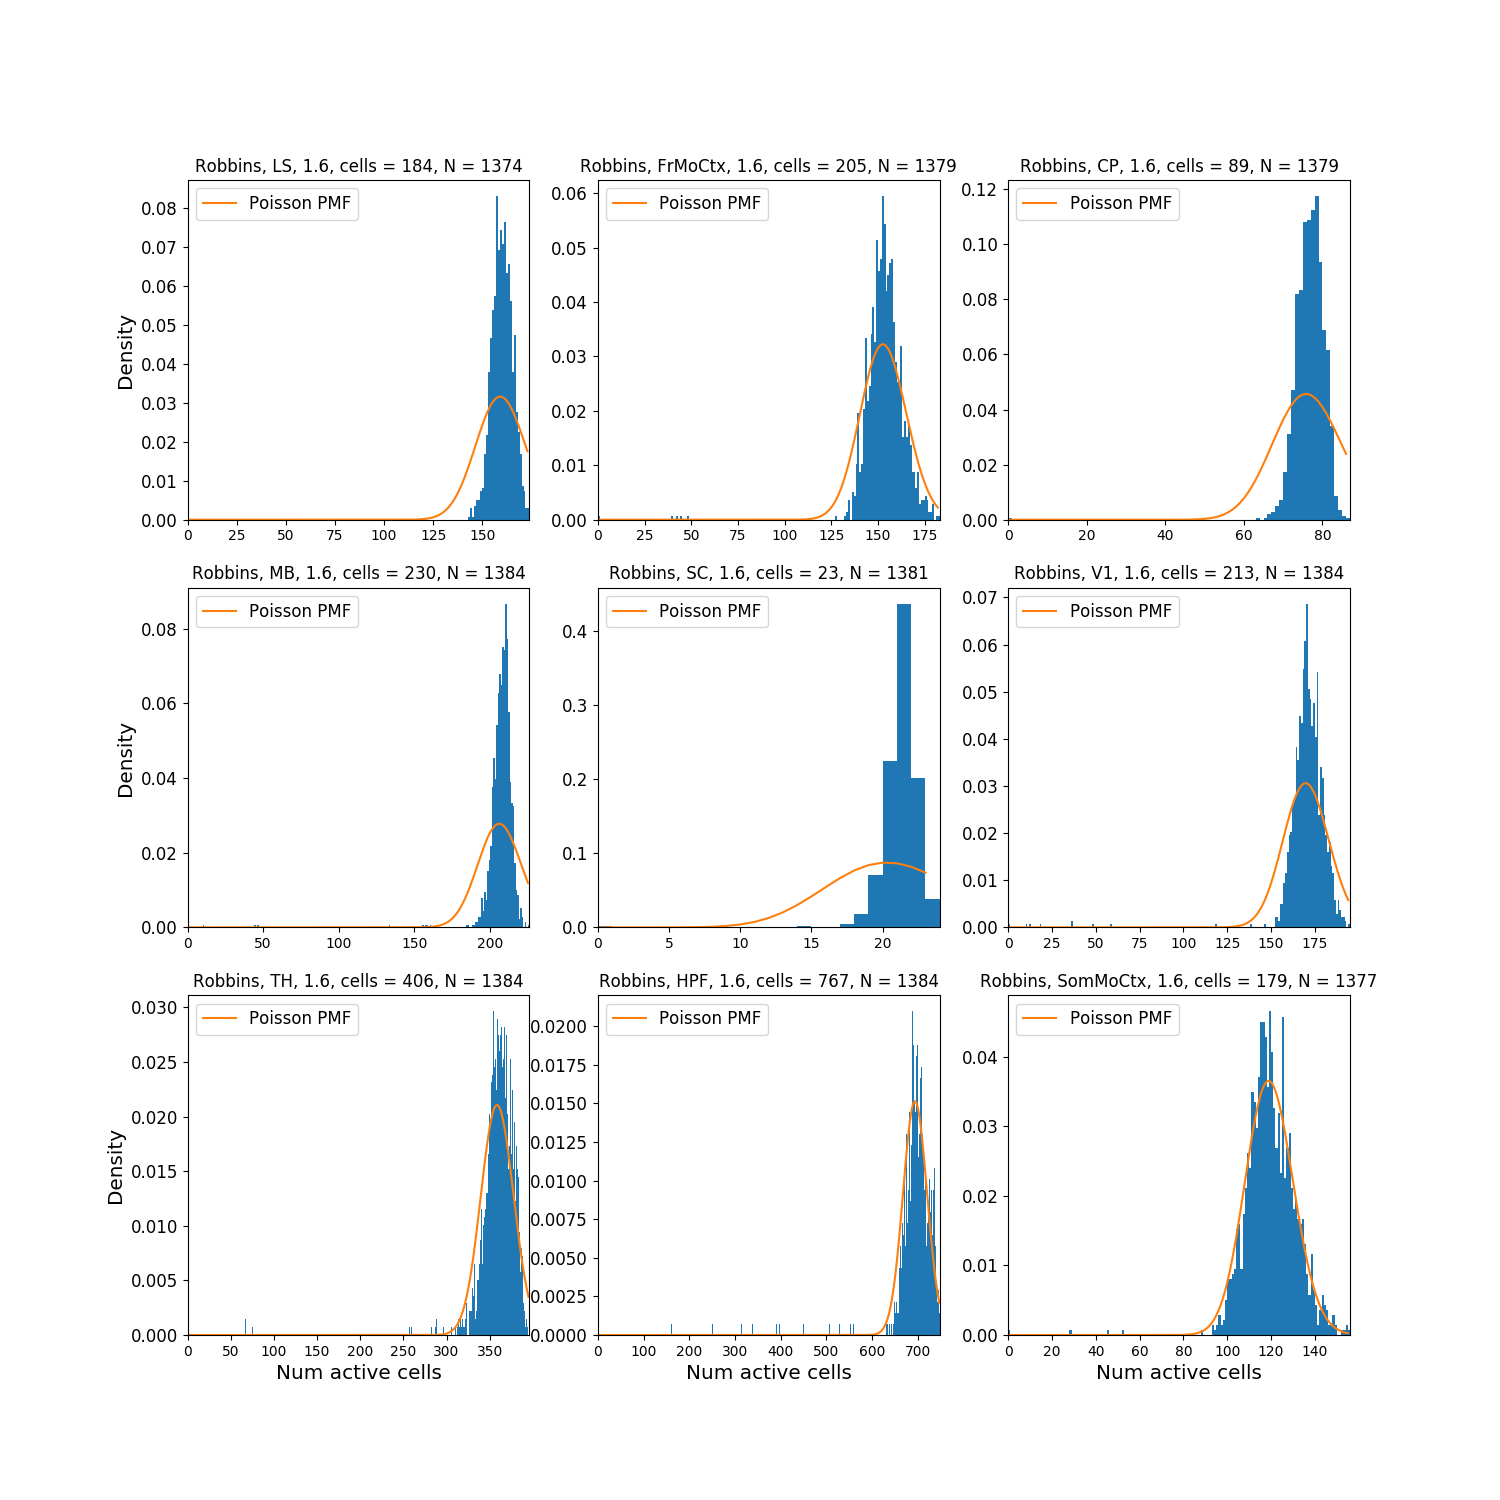 Robbins, LS, 1.6, cells = 184, N = 1374
Poisson PMF
Density
0.08
0.07
0.06
0.05
0.04
0.03
0.02
0.01
0.00
0 25 50 75 100 125 150
Robbins, FrMoCtx, 1.6, cells = 205, N = 1379
Poisson PMF
0.06
0.05
0.04
0.03
0.02
0.01
0.00
0 25 50 75 100 125 150 175
Robbins, CP, 1.6, cells = 89, N = 1379
Poisson PMF
0.12
0.10
0.08
0.06
0.04
0.02
0.00
0 20 40 60 80
Robbins, MB, 1.6, cells = 230, N = 1384
Poisson PMF
Density
0.08
0.06
0.04
0.02
0.00
0 50 100 150 200
Robbins, SC, 1.6, cells = 23, N = 1381
Poisson PMF
0.4
0.3
0.2
0.1
0.0
0 5 10 15 20
Robbins, V1, 1.6, cells = 213, N = 1384
Poisson PMF
0.07
0.06
0.05
0.04
0.03
0.02
0.01
0.00
0 25 50 75 100 125 150 175
Robbins, TH, 1.6, cells = 406, N = 1384
Poisson PMF
Density
0.030
0.025
0.020
0.015
0.010
0.005
0.000
0 50 100 150 200 250 300 350
Num active cells
Robbins, HPF, 1.6, cells = 767, N = 1384
Poisson PMF
0.0200
0.0175
0.0150
0.0125
0.0100
0.0075
0.0050
0.0025
0.0000
0 100 200 300 400 500 600 700
Num active cells
Robbins, SomMoCtx, 1.6, cells = 179, N = 1377
Poisson PMF
0.04
0.03
0.02
0.01
0.00
0 20 40 60 80 100 120 140
Num active cells